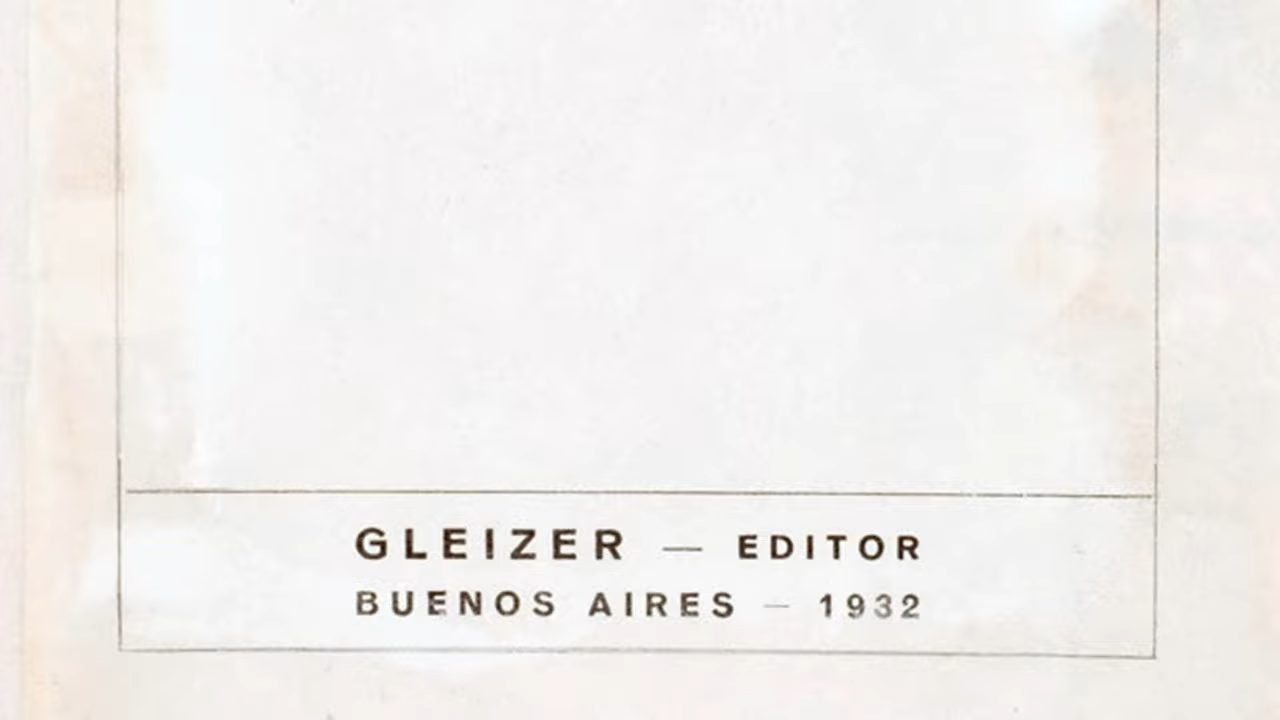 GLEIZER — EDITOR
BUENOS AIRES — 1932